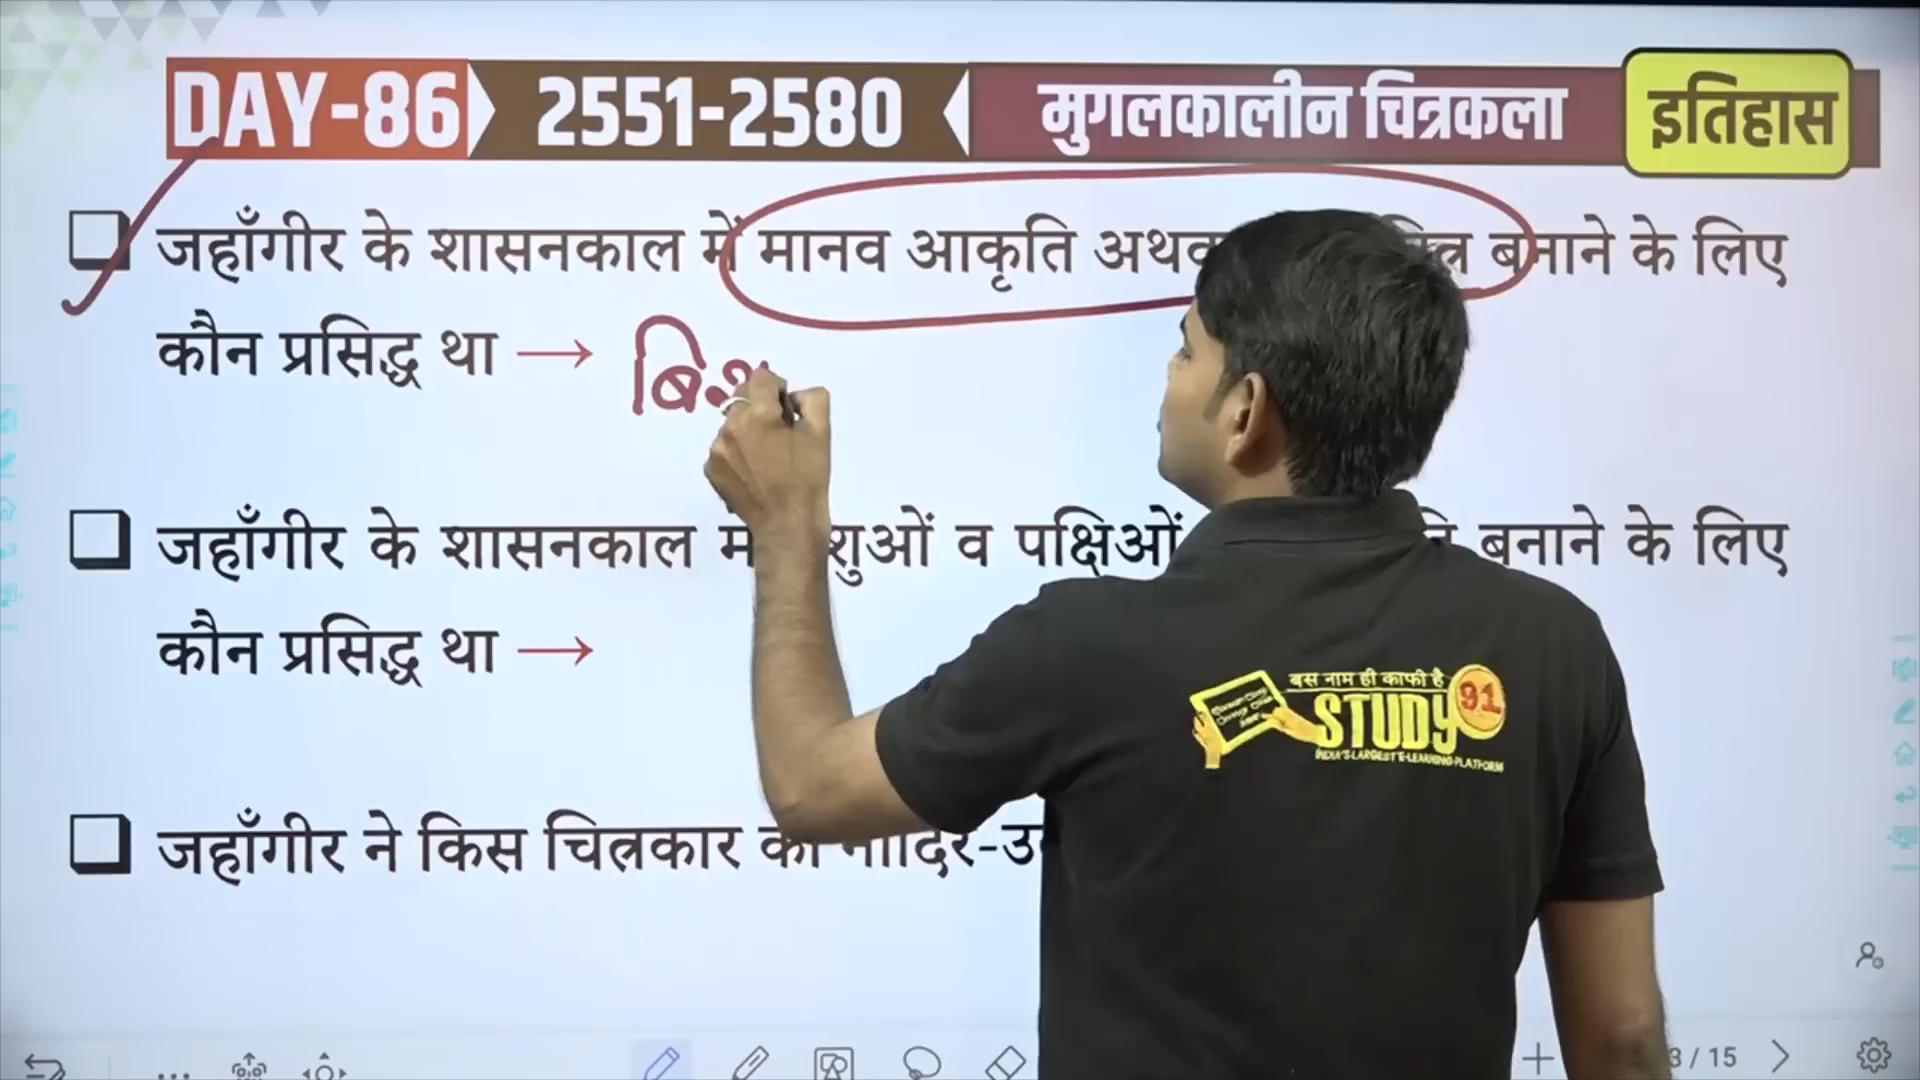 DAY-86 2551-2580 मुगलकालीन चित्रकला इतिहास
जहाँगीर के शासनकाल में मानव आकृति बनाने के लिए
कौन प्रसिद्ध था →
जहाँगीर के शासनकाल व पक्षिओं बनाने के लिए
कौन प्रसिद्ध था →
जहाँगीर ने किस चित्रकार
बस नाम ही काफी है
STUDY 91
INDIA'S LARGEST E-LEARNING PLATFORM
3 / 15